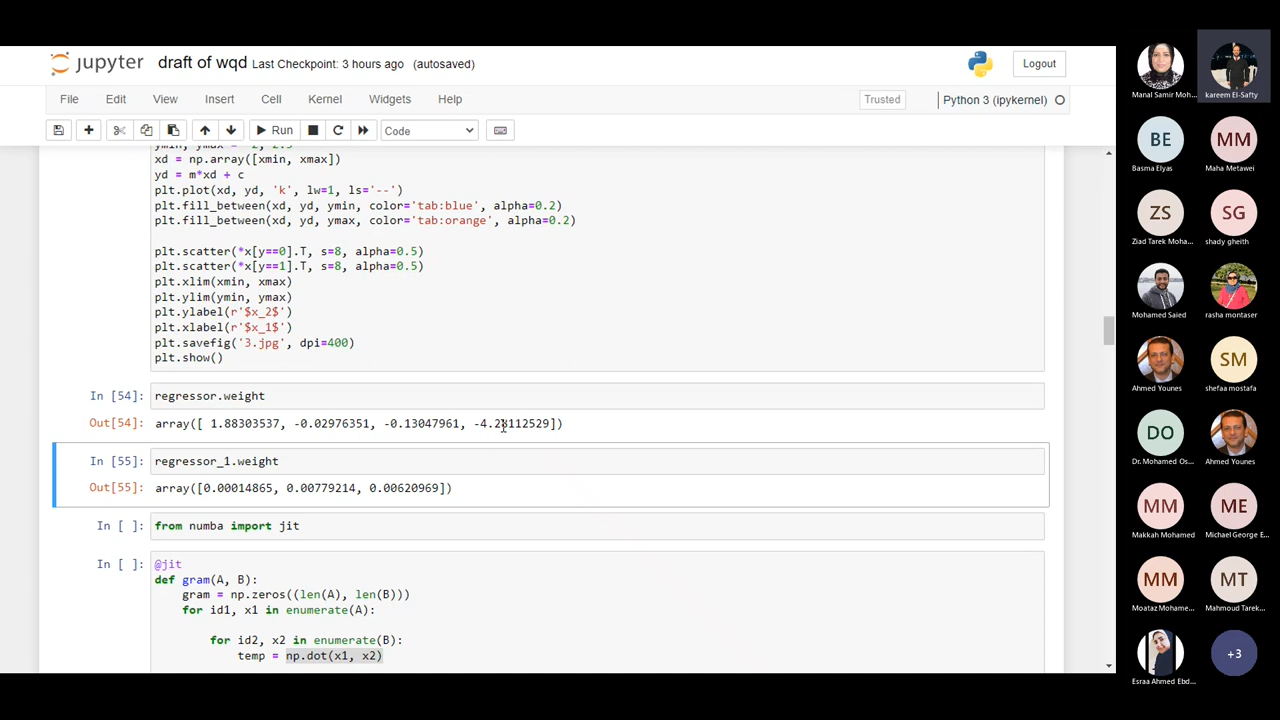 jupyter draft of wqd Last Checkpoint: 3 hours ago (autosaved)
Logout
File Edit View Insert Cell Kernel Widgets Help
Trusted Python 3 (ipykernel)
Run Code
xd = np.array([xmin, xmax])
yd = m*xd + c
plt.plot(xd, yd, 'k', lw=1, ls='--')
plt.fill_between(xd, yd, ymin, color='tab:blue', alpha=0.2)
plt.fill_between(xd, yd, ymax, color='tab:orange', alpha=0.2)
plt.scatter(*x[y==0].T, s=8, alpha=0.5)
plt.scatter(*x[y==1].T, s=8, alpha=0.5)
plt.xlim(xmin, xmax)
plt.ylim(ymin, ymax)
plt.ylabel(r'$x_2$')
plt.xlabel(r'$x_1$')
plt.savefig('3.jpg', dpi=400)
plt.show()
In [54]: regressor.weight
Out[54]: array([ 1.88303537, -0.02976351, -0.13047961,
In [55]: regressor_1.weight
Out[55]: array([0.00014865, 0.00779214, 0.00620969])
In [ ]: from numba import jit
In [ ]: @jit
def gram(A, B):
gram = np.zeros((len(A), len(B)))
for id1, x1 in enumerate(A):
for id2, x2 in enumerate(B):
temp = np.dot(x1, x2)
Manal Samir Moh...
kareem El-Safty
BE
Basma Elyas
MM
Maha Metawei
ZS
Ziad Tarek Moha...
SG
shady gheith
Mohamed Saied
rasha montaser
Ahmed Younes
SM
shefaa mostafa
DO
Dr. Mohamed Os...
Ahmed Younes
MM
Makkah Mohamed
ME
Michael George E...
MM
Moataz Mohame...
MT
Mahmoud Tarek...
Esraa Ahmed Ebd...
+3